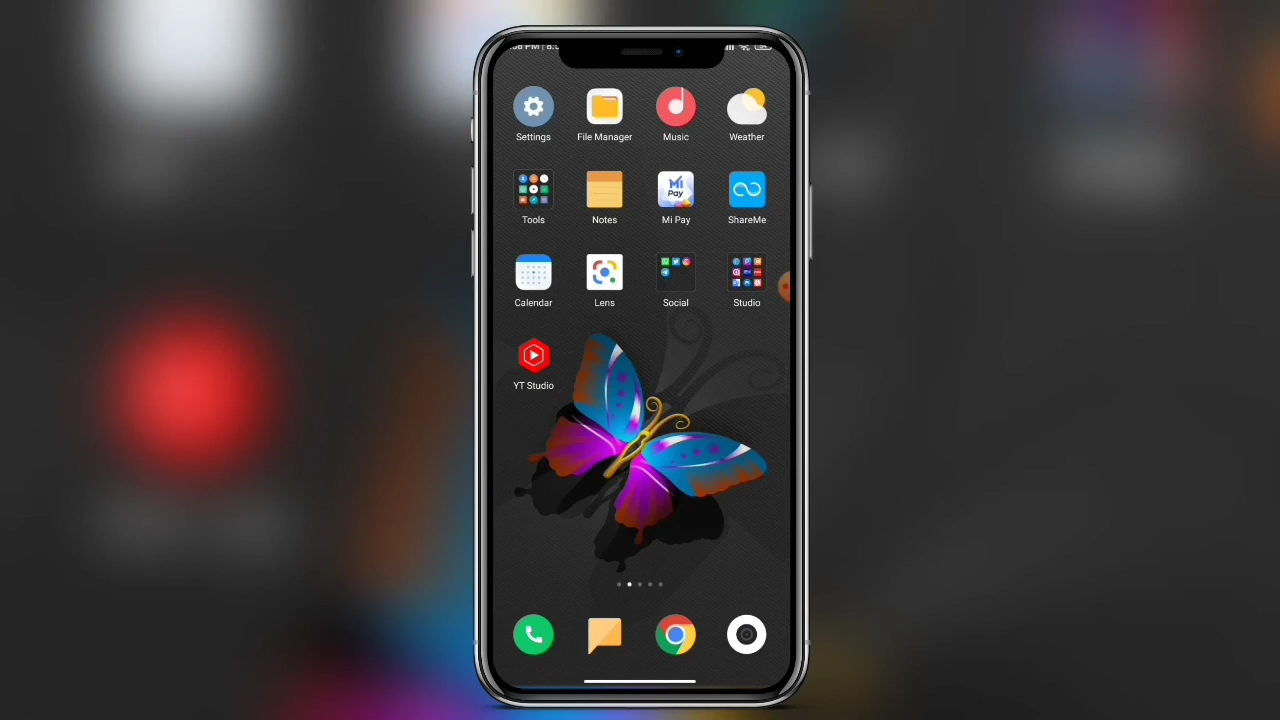 Settings
File Manager
Music
Weather
Tools
Notes
Mi Pay
ShareMe
Calendar
Lens
Social
Studio
YT Studio